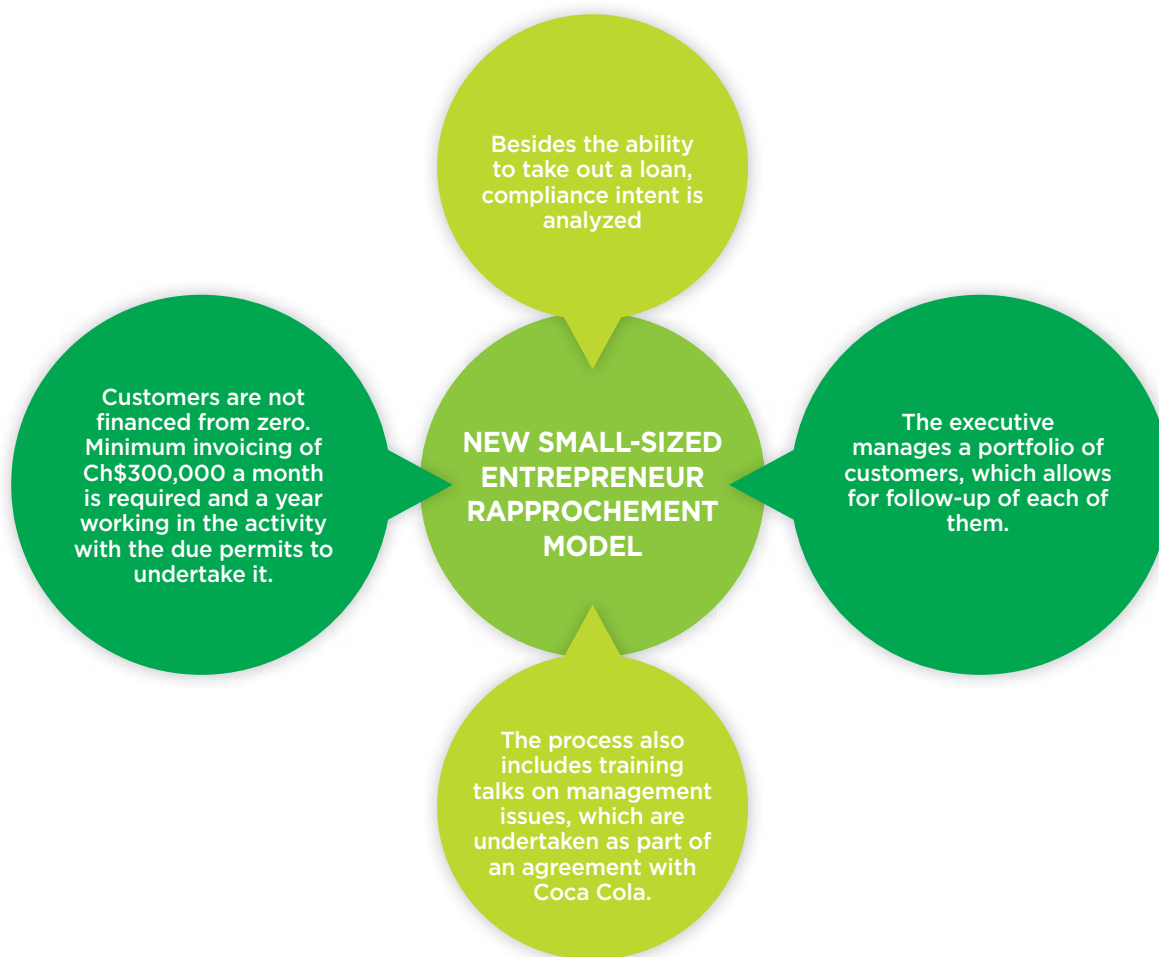 Besides the ability
to take out a loan,
compliance intent is
analyzed
Customers are not
financed from zero.
Minimum invoicing of
Ch$300,000 a month
is required and a year
working in the activity
with the due permits to
undertake it.
NEW SMALL-SIZED
ENTREPRENEUR
RAPPROCHEMENT
MODEL
The executive
manages a portfolio of
customers, which allows
for follow-up of each of
them.
The process also
includes training
talks on management
issues, which are
undertaken as part of
an agreement with
Coca Cola.